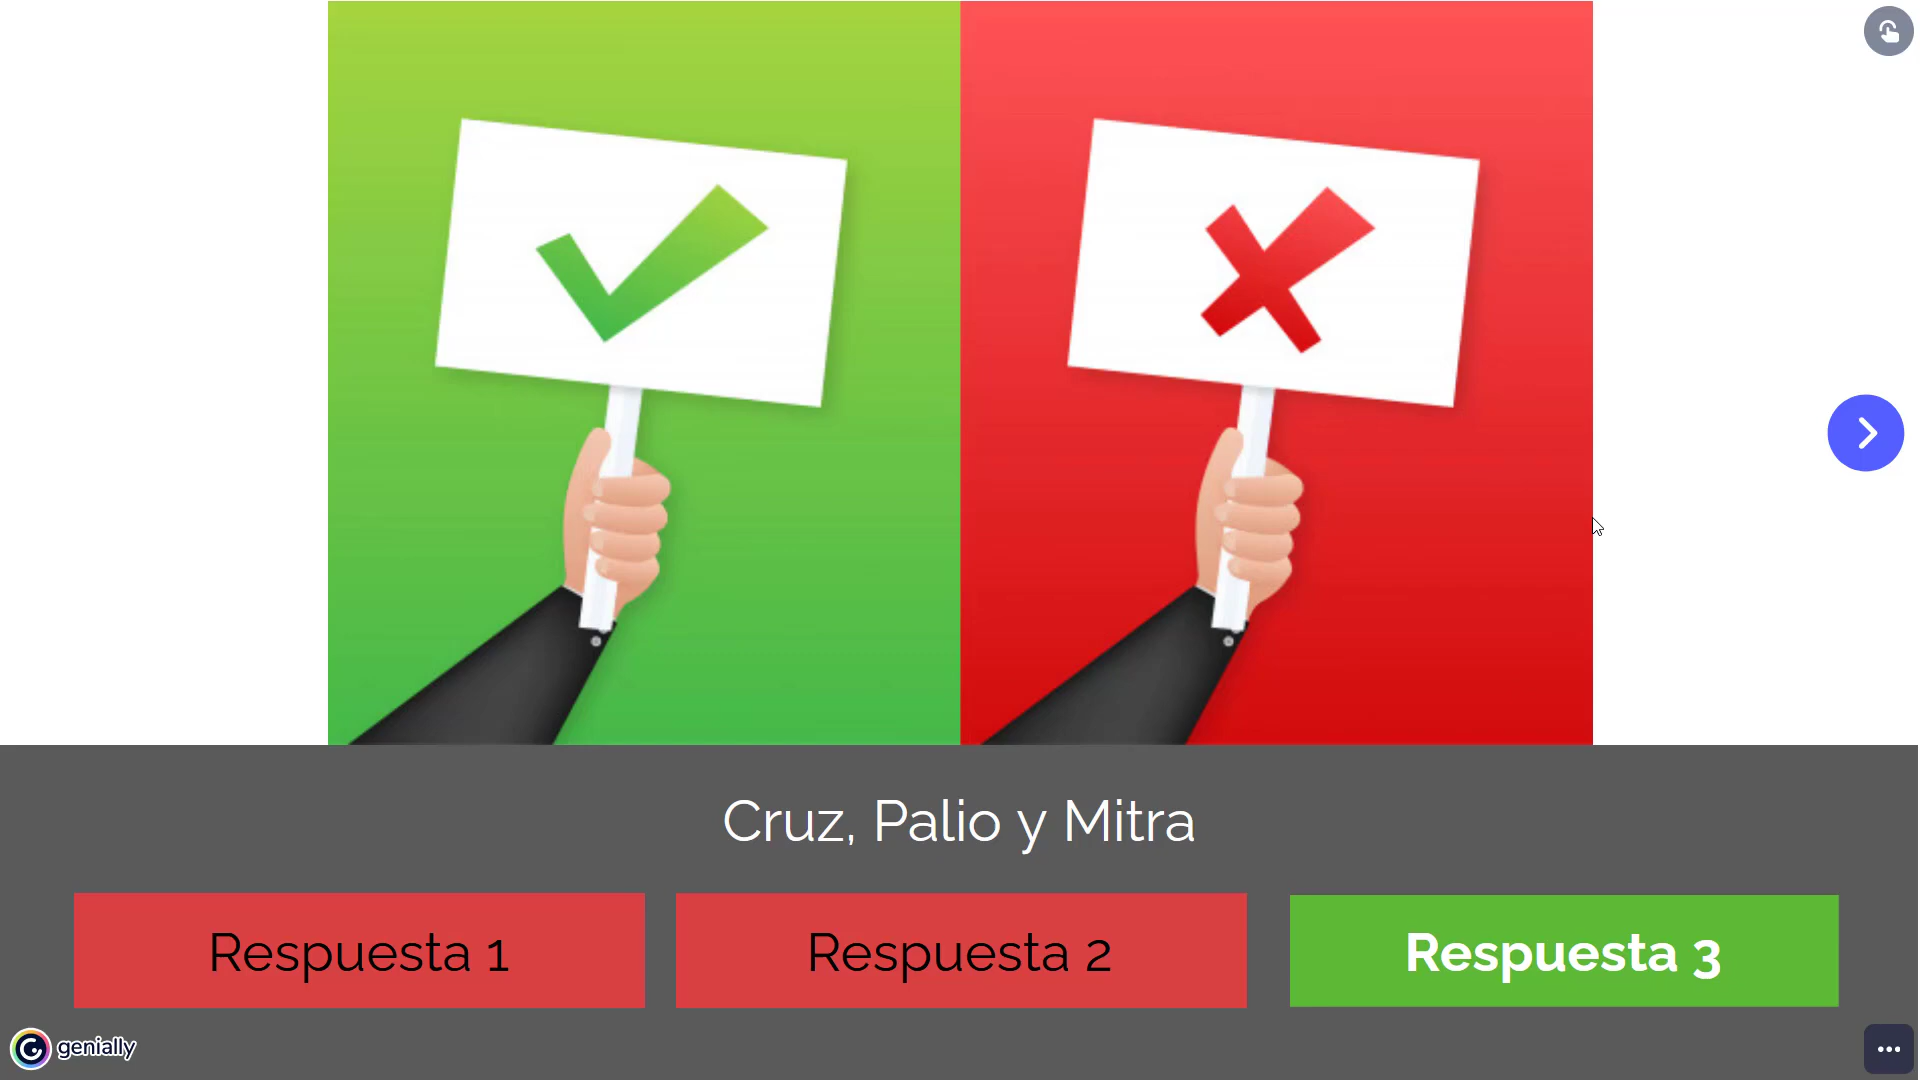 Cruz, Palio y Mitra
Respuesta 1
Respuesta 2
Respuesta 3
genially